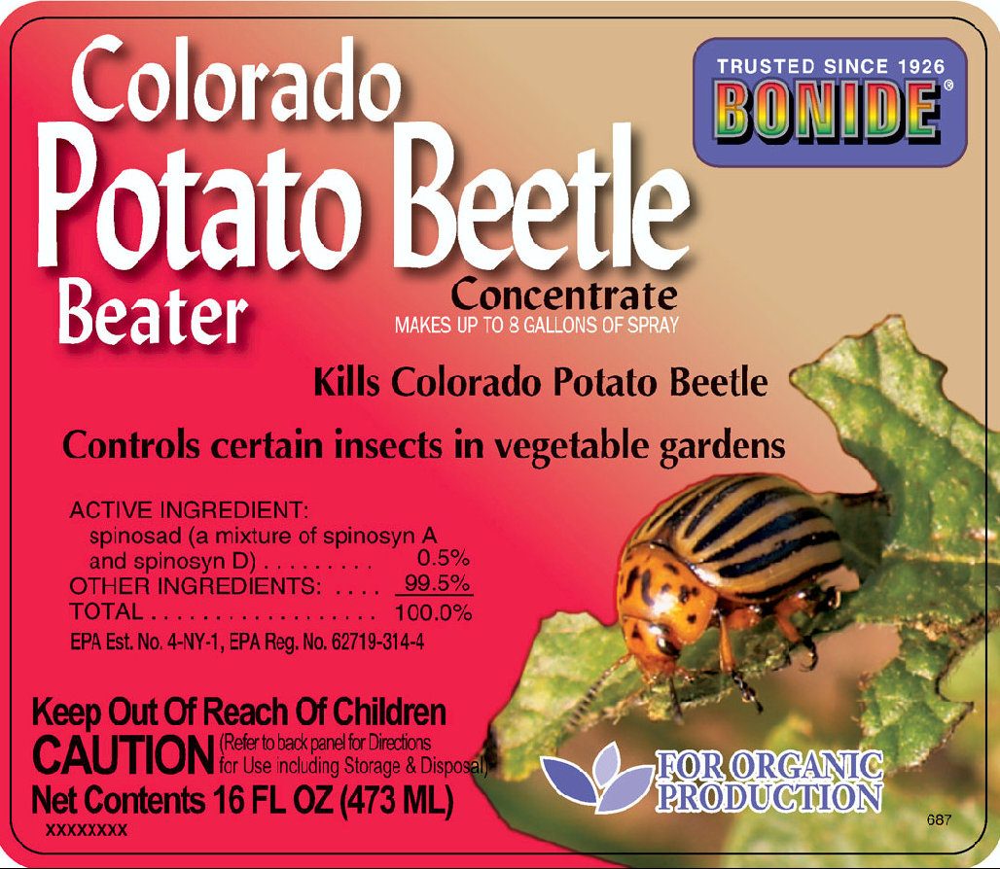 Colorado
Potato Beetle
Beater
Concentrate
MAKES UP TO 8 GALLONS OF SPRAY
TRUSTED SINCE 1926
BONIDE®
Kills Colorado Potato Beetle
Controls certain insects in vegetable gardens
ACTIVE INGREDIENT:
spinosad (a mixture of spinosyn A
and spinosyn D) . . . . . . . . . 0.5%
OTHER INGREDIENTS: . . . . 99.5%
TOTAL . . . . . . . . . . . . . . . . . . 100.0%
EPA Est. No. 4-NY-1, EPA Reg. No. 62719-314-4
Keep Out Of Reach Of Children
CAUTION (Refer to back panel for Directions
for Use including Storage & Disposal)
Net Contents 16 FL OZ (473 ML)
XXXXXXXX
FOR ORGANIC
PRODUCTION
687